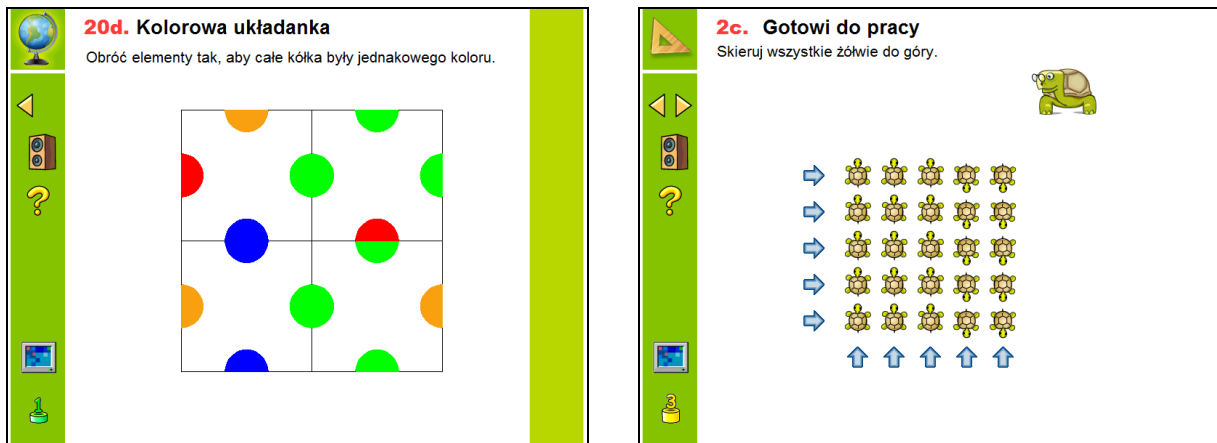 20d. Kolorowa układanka
Obróć elementy tak, aby całe kółka były jednakowego koloru.
1
2c. Gotowi do pracy
Skieruj wszystkie żółwie do góry.
3